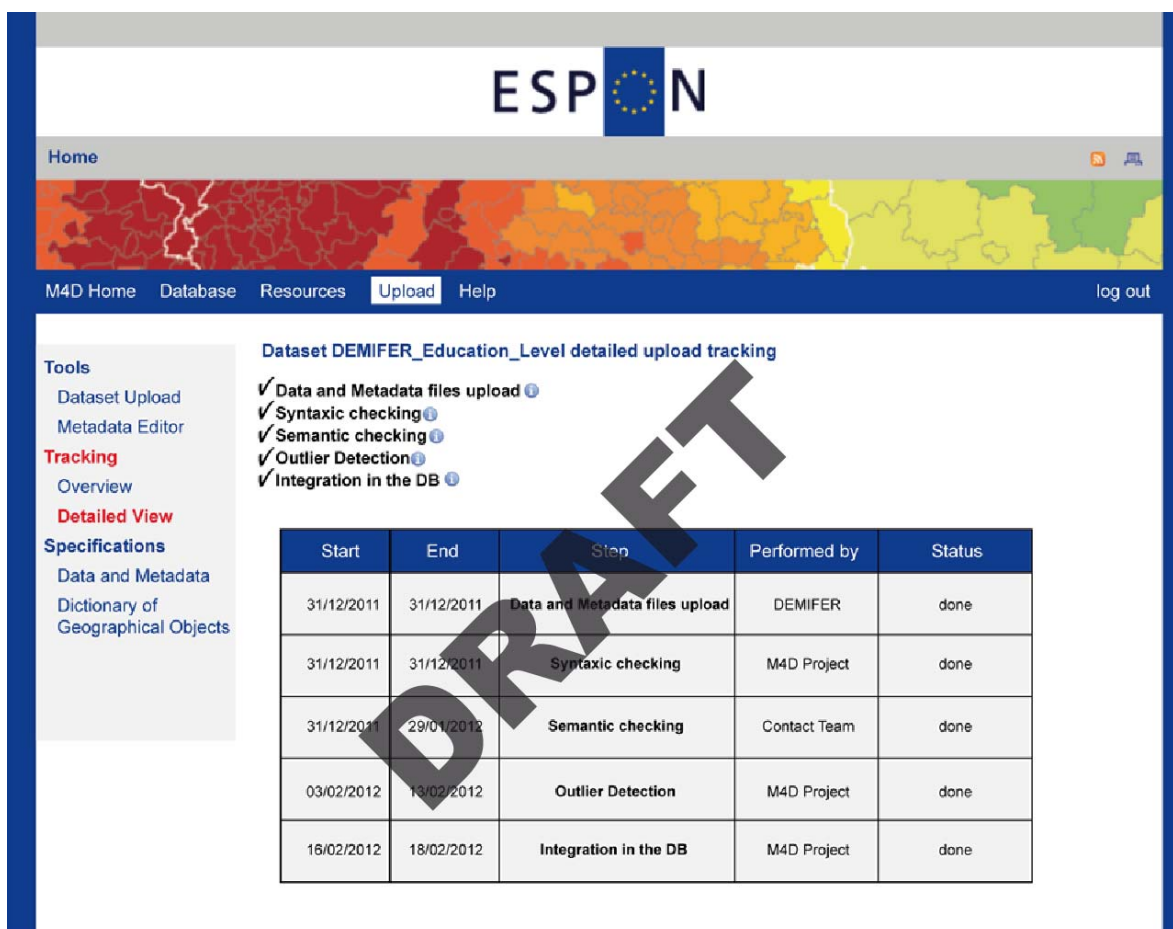 ESPON
Home
M4D Home Database Resources Upload Help log out
Tools
Dataset Upload
Metadata Editor
Tracking
Overview
Detailed View
Specifications
Data and Metadata
Dictionary of
Geographical Objects
Dataset DEMIFER_Education_Level detailed upload tracking
Data and Metadata files upload
Syntaxic checking
Semantic checking
Outlier Detection
Integration in the DB
Start End Step Performed by Status
31/12/2011 31/12/2011 Data and Metadata files upload DEMIFER done
31/12/2011 31/12/2011 Syntaxic checking M4D Project done
31/12/2011 29/01/2012 Semantic checking Contact Team done
03/02/2012 13/02/2012 Outlier Detection M4D Project done
16/02/2012 18/02/2012 Integration in the DB M4D Project done
DRAFT